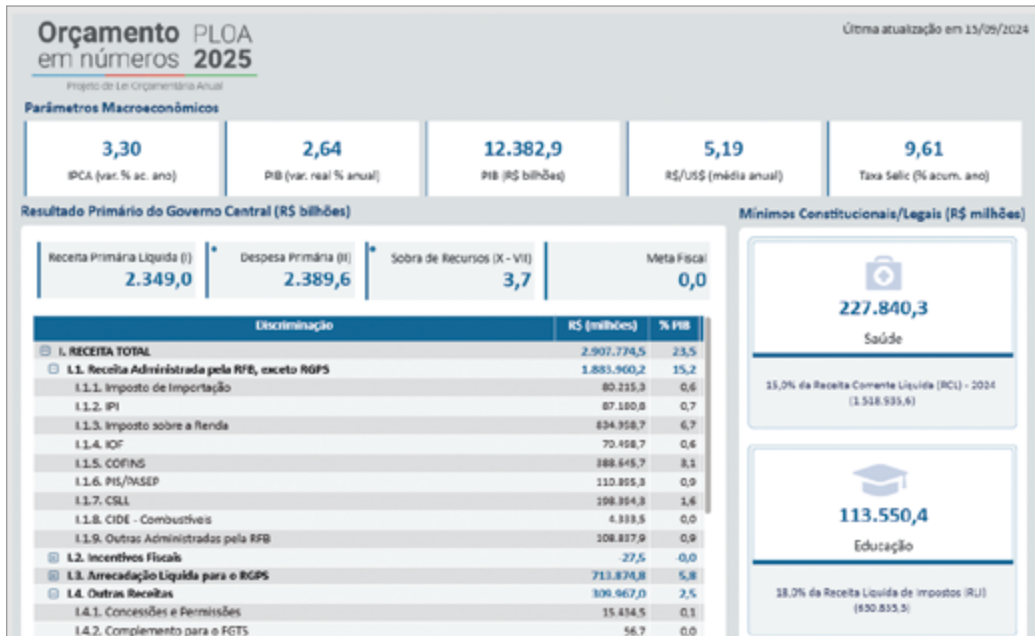 Orçamento PLOA
em números 2025
Projeto de Lei Orçamentária Anual
Última atualização em 15/09/2024
Parâmetros Macroeconômicos
3,30
IPCA (var. % ac. ano)
2,64
PIB (var. real % anual)
12.382,9
PIB (R$ bilhões)
5,19
R$/US$ (média anual)
9,61
Taxa Selic (% acum. ano)
Resultado Primário do Governo Central (R$ bilhões)
Receita Primária Líquida (I)
2.349,0
* Despesa Primária (II)
2.389,6
* Sobra de Recursos (X - VII)
3,7
Meta Fiscal
0,0
Discriminação R$ (milhões) % PIB
I. RECEITA TOTAL 2.907.774,5 23,5
I.1. Receita Administrada pela RFB, exceto RGPS 1.883.960,2 15,2
I.1.1. Imposto de Importação 80.215,3 0,6
I.1.2. IPI 87.180,8 0,7
I.1.3. Imposto sobre a Renda 834.958,7 6,7
I.1.4. IOF 70.498,7 0,6
I.1.5. COFINS 388.645,7 3,1
I.1.6. PIS/PASEP 110.895,3 0,9
I.1.7. CSLL 198.394,3 1,6
I.1.8. CIDE - Combustíveis 4.333,5 0,0
I.1.9. Outras Administradas pela RFB 108.837,9 0,9
I.2. Incentivos Fiscais -27,5 -0,0
I.3. Arrecadação Líquida para o RGPS 713.874,8 5,8
I.4. Outras Receitas 309.967,0 2,5
I.4.1. Concessões e Permissões 15.434,5 0,1
I.4.2. Complemento para o FGTS 56,7 0,0
Mínimos Constitucionais/Legais (R$ milhões)
227.840,3
Saúde
15,0% da Receita Corrente Líquida (RCL) - 2024
(1.518.935,6)
113.550,4
Educação
18,0% da Receita Líquida de Impostos (RLI)
(630.835,5)